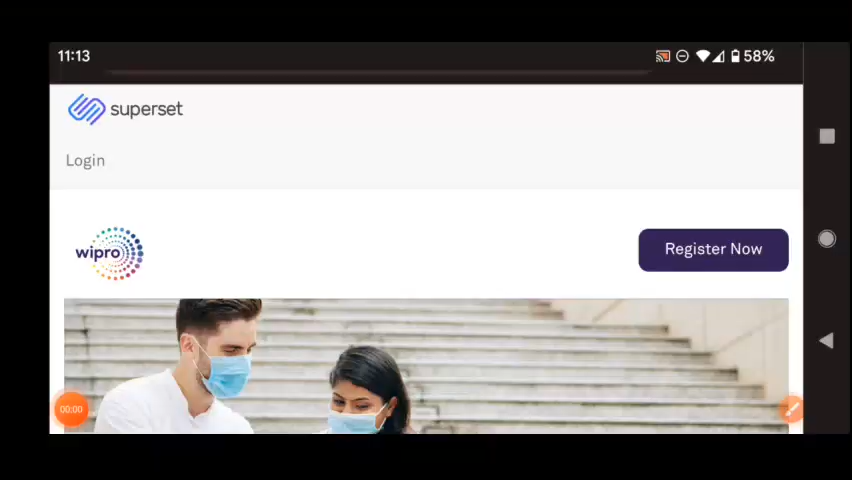 11:13
58%
superset
Login
wipro
Register Now
00:00